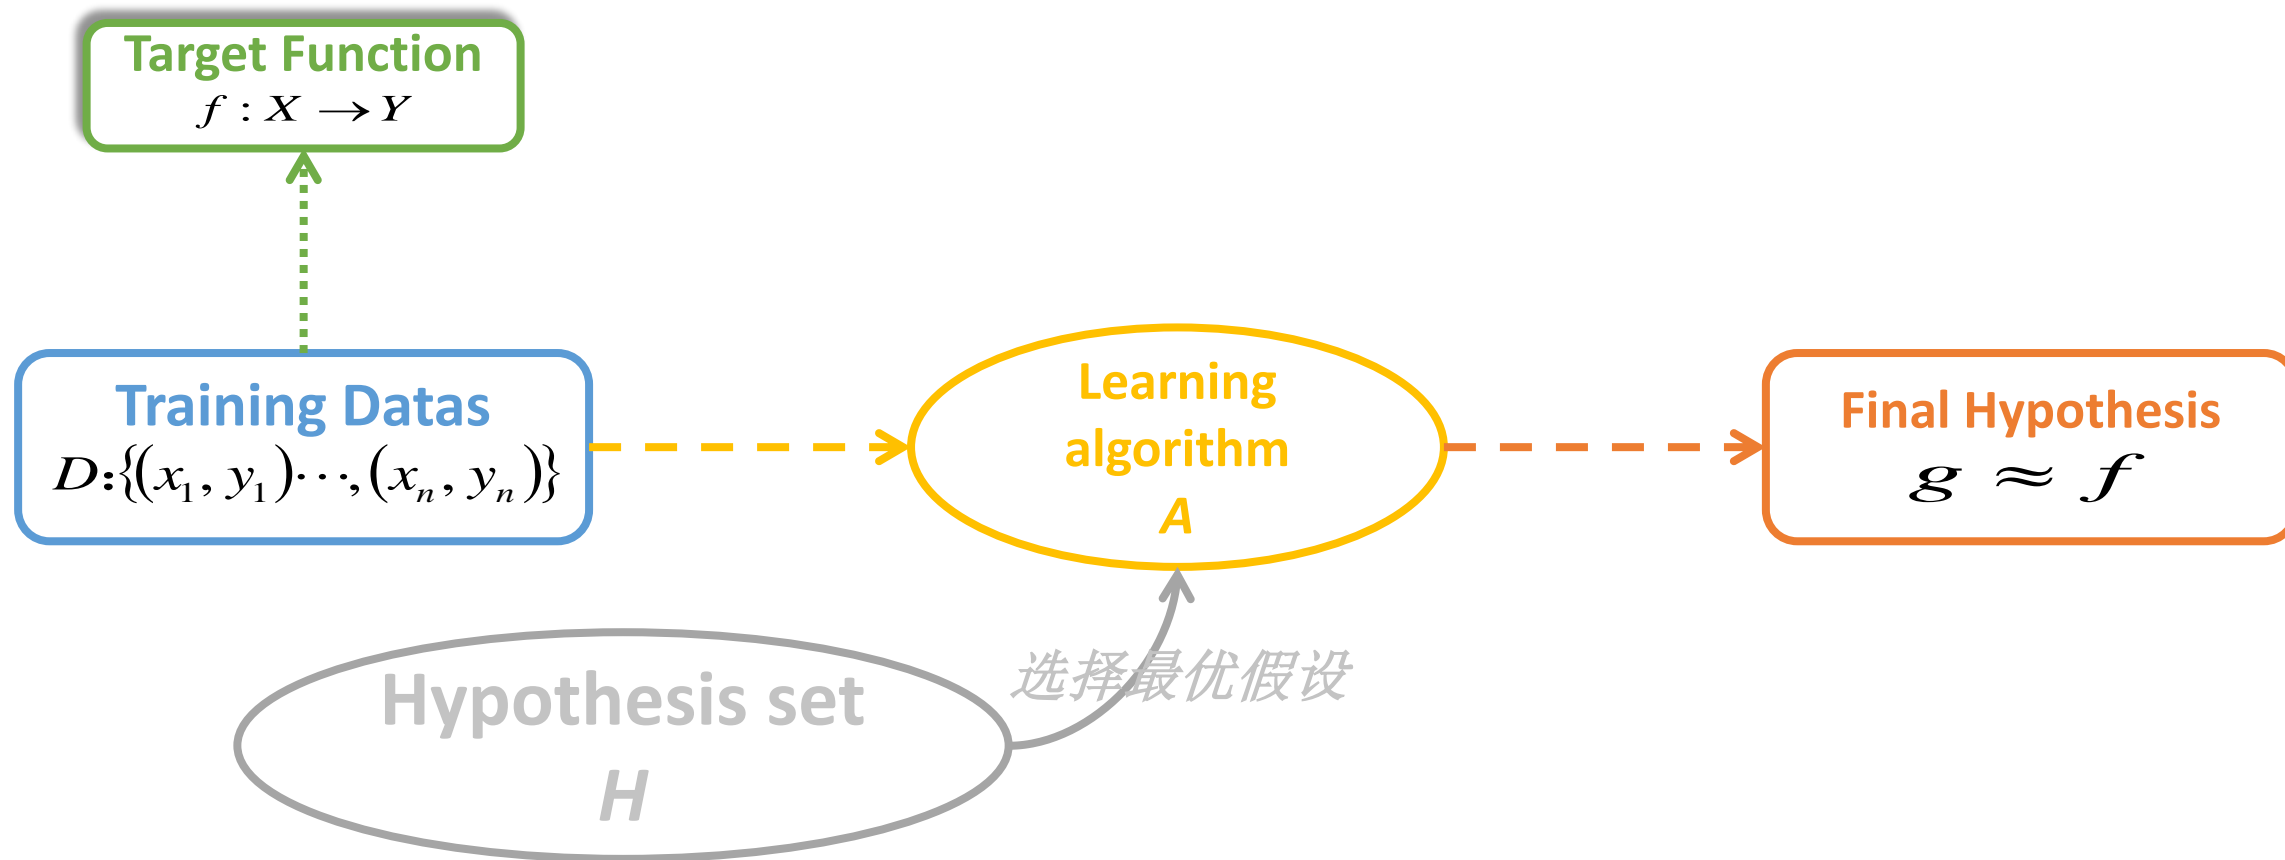 Target Function
f : X → Y
Training Datas
D:{(x₁, y₁)⋯,(xₙ, yₙ)}
Learning
algorithm
A
Final Hypothesis
g ≈ f
选择最优假设
Hypothesis set
H